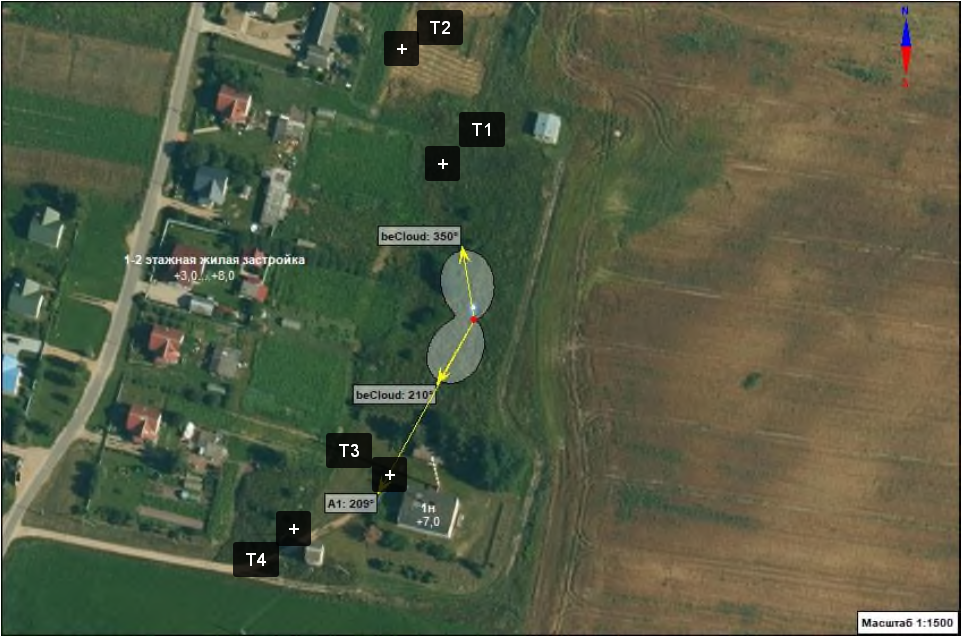 T2
N
T1
beCloud: 350°
1-2 этажная жилая застройка
+3,0...+8,0
beCloud: 210°
T3
A1: 209°
1н
+7,0
T4
Масштаб 1:1500